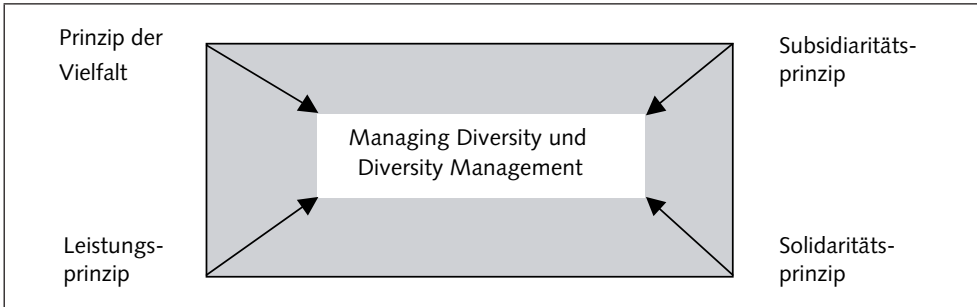 Prinzip der
Vielfalt
Subsidiaritäts-
prinzip
Managing Diversity und
Diversity Management
Leistungs-
prinzip
Solidaritäts-
prinzip